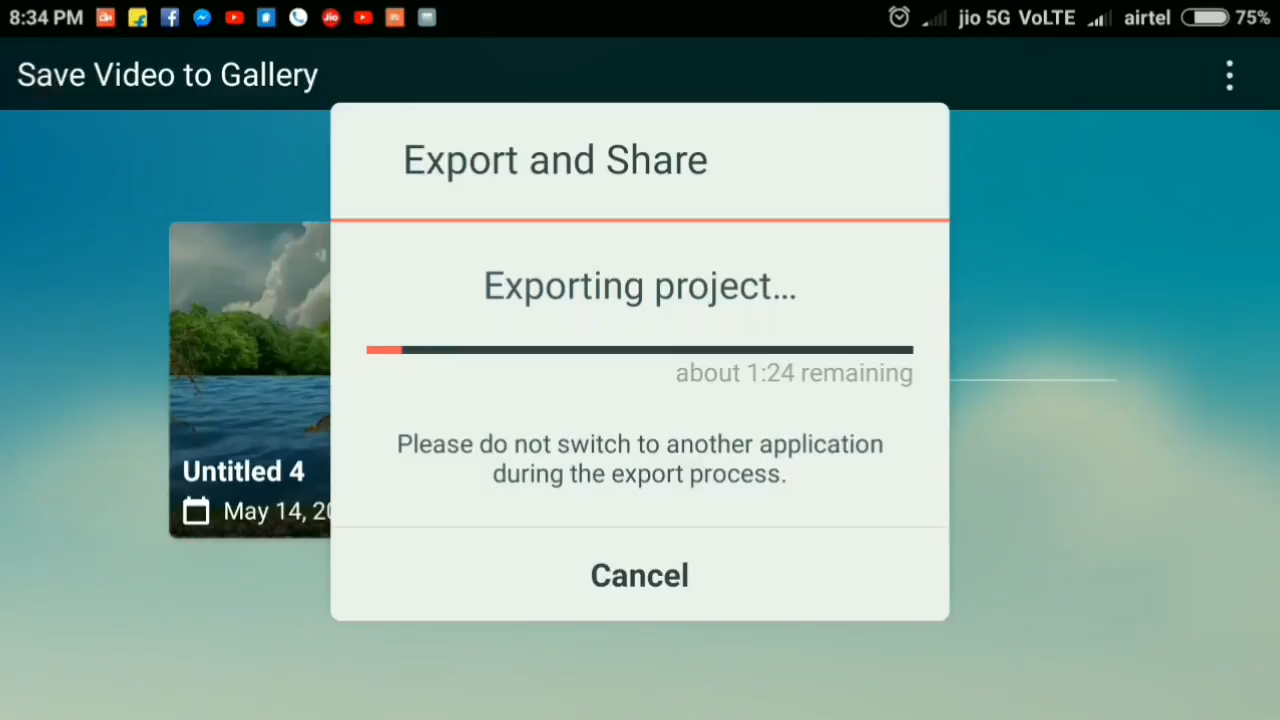 8:34 PM jio 5G VoLTE airtel 75%
Save Video to Gallery
Export and Share
Exporting project...
about 1:24 remaining
Please do not switch to another application
during the export process.
Untitled 4
May 14, 20
Cancel